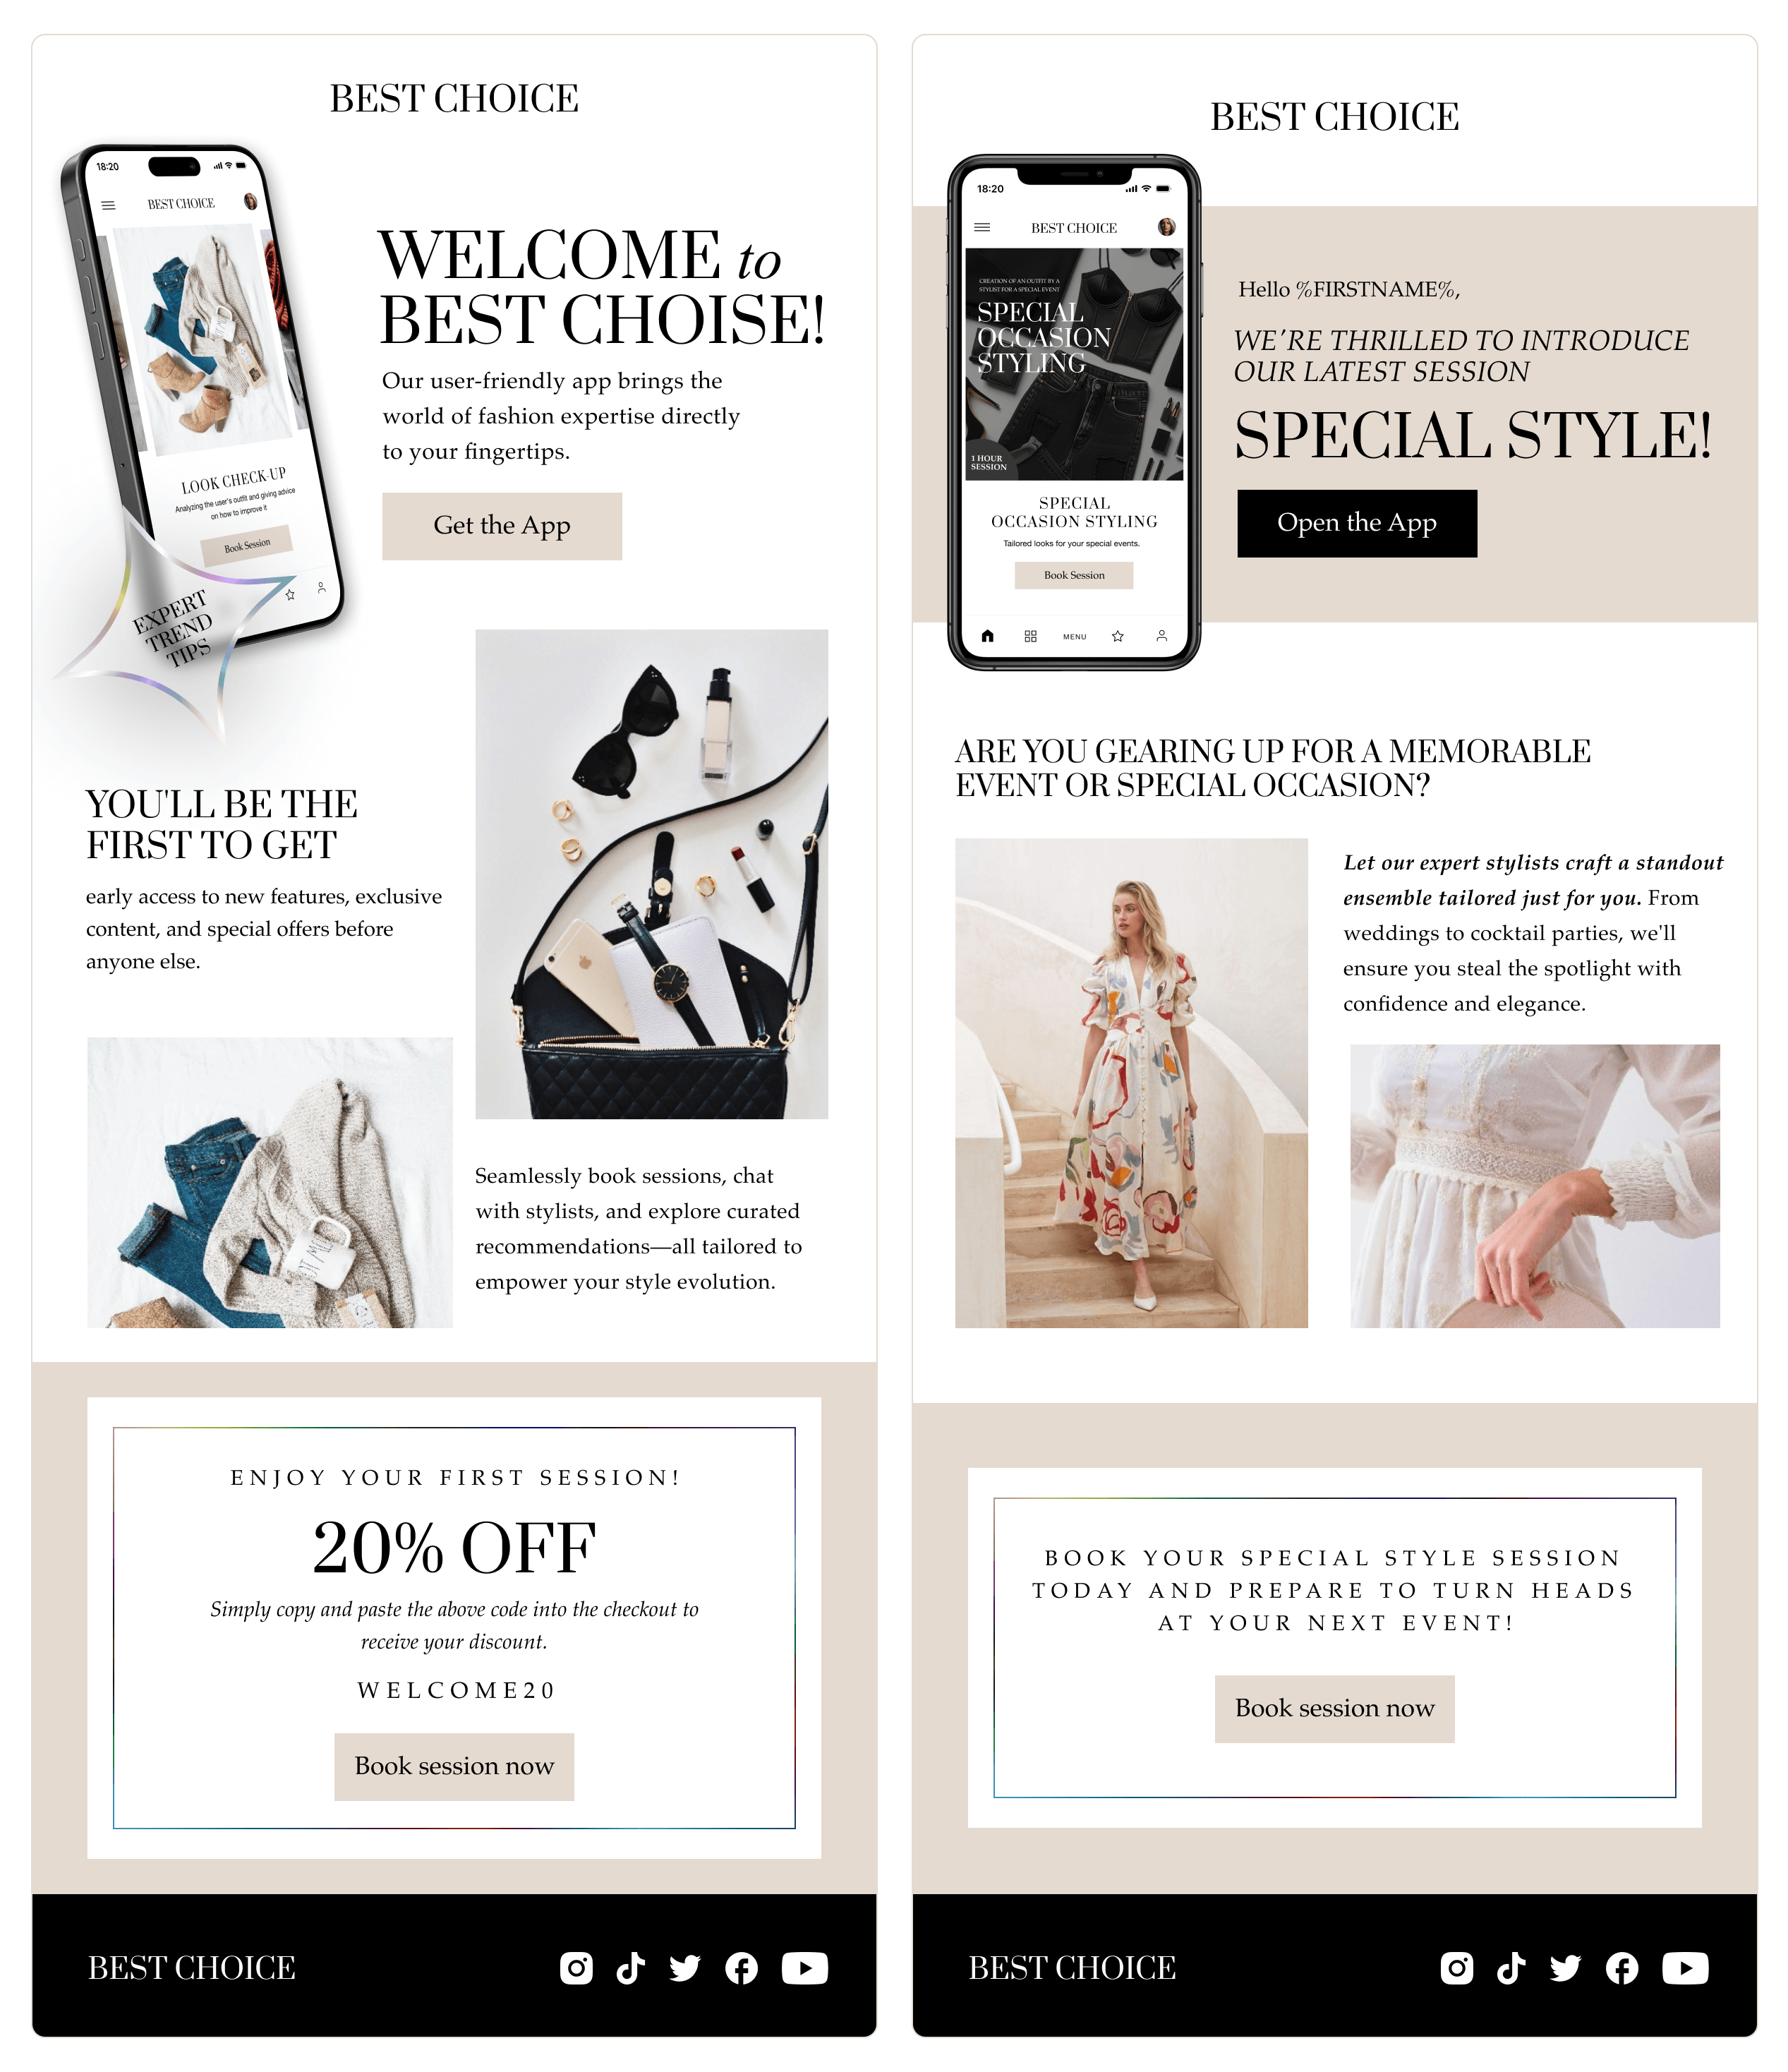 BEST CHOICE
18:20
BEST CHOICE
LOOK CHECK-UP
Analyzing the user's outfit and giving advice
on how to improve it
Book Session
EXPERT
TREND
TIPS
WELCOME to
BEST CHOISE!
Our user-friendly app brings the
world of fashion expertise directly
to your fingertips.
Get the App
YOU'LL BE THE
FIRST TO GET
early access to new features, exclusive
content, and special offers before
anyone else.
Seamlessly book sessions, chat
with stylists, and explore curated
recommendations—all tailored to
empower your style evolution.
ENJOY YOUR FIRST SESSION!
20% OFF
Simply copy and paste the above code into the checkout to
receive your discount.
WELCOME20
Book session now
BEST CHOICE
BEST CHOICE
18:20
BEST CHOICE
CREATION OF AN OUTFIT BY A
STYLIST FOR A SPECIAL EVENT
SPECIAL
OCCASION
STYLING
1 HOUR
SESSION
SPECIAL
OCCASION STYLING
Tailored looks for your special events.
Book Session
MENU
Hello %FIRSTNAME%,
WE'RE THRILLED TO INTRODUCE
OUR LATEST SESSION
SPECIAL STYLE!
Open the App
ARE YOU GEARING UP FOR A MEMORABLE
EVENT OR SPECIAL OCCASION?
Let our expert stylists craft a standout
ensemble tailored just for you. From
weddings to cocktail parties, we'll
ensure you steal the spotlight with
confidence and elegance.
BOOK YOUR SPECIAL STYLE SESSION
TODAY AND PREPARE TO TURN HEADS
AT YOUR NEXT EVENT!
Book session now
BEST CHOICE